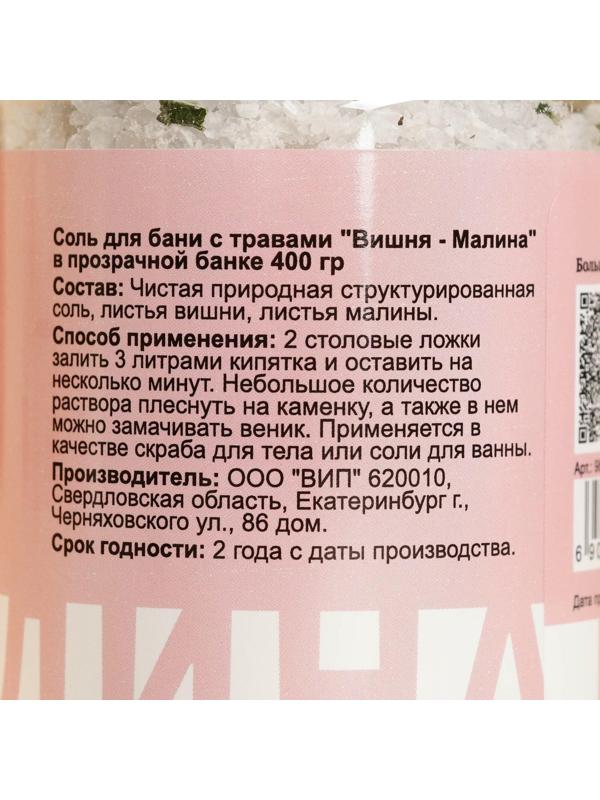 Соль для бани с травами "Вишня - Малина"
в прозрачной банке 400 гр
Состав: Чистая природная структурированная
соль, листья вишни, листья малины.
Способ применения: 2 столовые ложки
залить 3 литрами кипятка и оставить на
несколько минут. Небольшое количество
раствора плеснуть на каменку, а также в нем
можно замачивать веник. Применяется в
качестве скраба для тела или соли для ванны.
Производитель: ООО "ВИП" 620010,
Свердловская область, Екатеринбург г.,
Черняховского ул., 86 дом.
Срок годности: 2 года с даты производства.
Арт.:
Дата